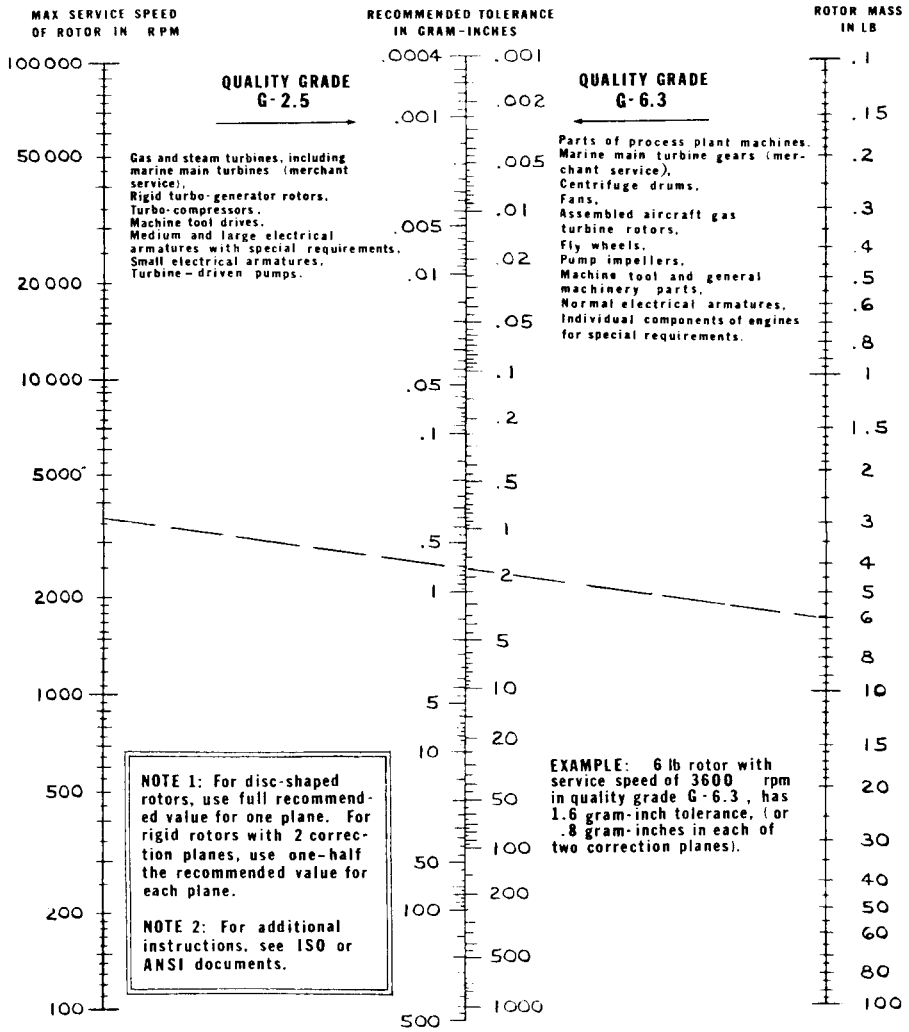 MAX SERVICE SPEED
OF ROTOR IN RPM
RECOMMENDED TOLERANCE
IN GRAM-INCHES
ROTOR MASS
IN LB
100 000
50 000
20 000
10 000
5000
2000
1000
500
200
100
QUALITY GRADE
G-2.5
Gas and steam turbines, including
marine main turbines (merchant
service),
Rigid turbo-generator rotors,
Turbo-compressors,
Machine tool drives,
Medium and large electrical
armatures with special requirements,
Small electrical armatures,
Turbine-driven pumps.
.0004
.001
.005
.01
.05
.1
.5
1
5
10
50
100
500
.001
.002
.005
.01
.02
.05
.1
.2
.5
1
2
5
10
20
50
100
200
500
1000
QUALITY GRADE
G-6.3
Parts of process plant machines.
Marine main turbine gears (mer-
chant service),
Centrifuge drums,
Fans,
Assembled aircraft gas
turbine rotors,
Fly wheels,
Pump impellers,
Machine tool and general
machinery parts,
Normal electrical armatures,
Individual components of engines
for special requirements.
.1
.15
.2
.3
.4
.5
.6
.8
1
1.5
2
3
4
5
6
8
10
15
20
30
40
50
60
80
100
NOTE 1: For disc-shaped
rotors, use full recommend-
ed value for one plane. For
rigid rotors with 2 correc-
tion planes, use one-half
the recommended value for
each plane.
NOTE 2: For additional
instructions, see ISO or
ANSI documents.
EXAMPLE: 6 lb rotor with
service speed of 3600 rpm
in quality grade G-6.3, has
1.6 gram-inch tolerance, (or
.8 gram-inches in each of
two correction planes).